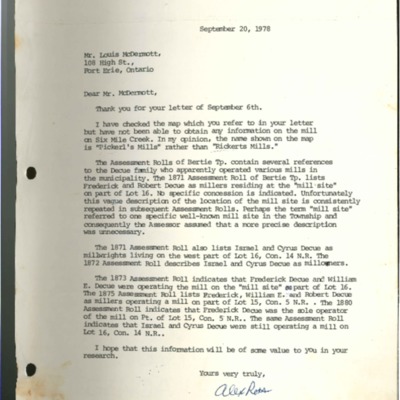 September 20, 1978
Mr. Louis McDermott,
108 High St.,
Fort Erie, Ontario
Dear Mr. McDermott,
Thank you for your letter of September 6th.
I have checked the map which you refer to in your letter
but have not been able to obtain any information on the mill
on Six Mile Creek. In my opinion, the name shown on the map
is "Pickerl's Mills" rather than "Rickerts Mills."
The Assessment Rolls of Bertie Tp. contain several references
to the Decue family who apparently operated various mills in
the municipality. The 1871 Assessment Roll of Bertie Tp. lists
Frederick and Robert Decue as millers residing at the "mill site"
on part of Lot 16. No specific concession is indicated. Unfortunately
this vague description of the location of the mill site is consistently
repeated in subsequent Assessment Rolls. Perhaps the term "mill site"
referred to one specific well-known mill site in the Township and
consequently the Assessor assumed that a more precise description
was unnecessary.
The 1871 Assessment Roll also lists Israel and Cyrus Decue as
millwrights living on the west part of Lot 16, Con. 14 N.R. The
1872 Assessment Roll describes Israel and Cyrus Decue as millowners.
The 1873 Assessment Roll indicates that Frederick Decue and William
E. Decue were operating the mill on the "mill site" part of Lot 16.
The 1875 Assessment Roll lists Frederick, William E. and Robert Decue
as millers operating a mill on part of Lot 15, Con. 5 N.R.. The 1880
Assessment Roll indicates that Frederick Decue was the sole operator
of the mill on Pt. of Lot 15, Con. 5 N.R.. The same Assessment Roll
indicates that Israel and Cyrus Decue were still operating a mill on
Lot 16, Con. 14 N.R..
I hope that this information will be of some value to you in your
research.
Yours very truly,
Alex Ross